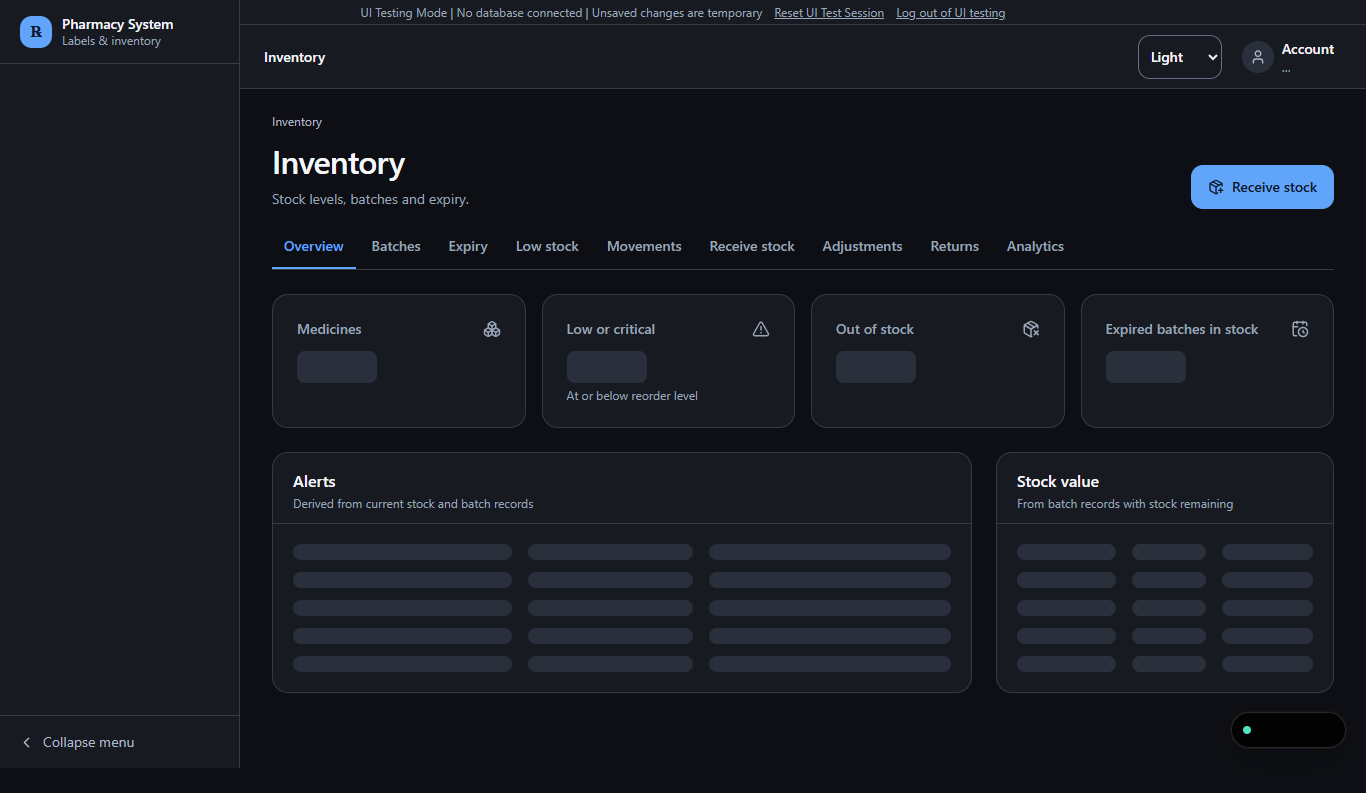 UI Testing Mode | No database connected | Unsaved changes are temporary Reset UI Test Session Log out of UI testing
℞
Pharmacy System
Labels & inventory
Inventory
Light
Account
...
Inventory
Inventory
Stock levels, batches and expiry.
Receive stock
Overview Batches Expiry Low stock Movements Receive stock Adjustments Returns Analytics
Medicines
Low or critical
At or below reorder level
Out of stock
Expired batches in stock
Alerts
Derived from current stock and batch records
Stock value
From batch records with stock remaining
Collapse menu